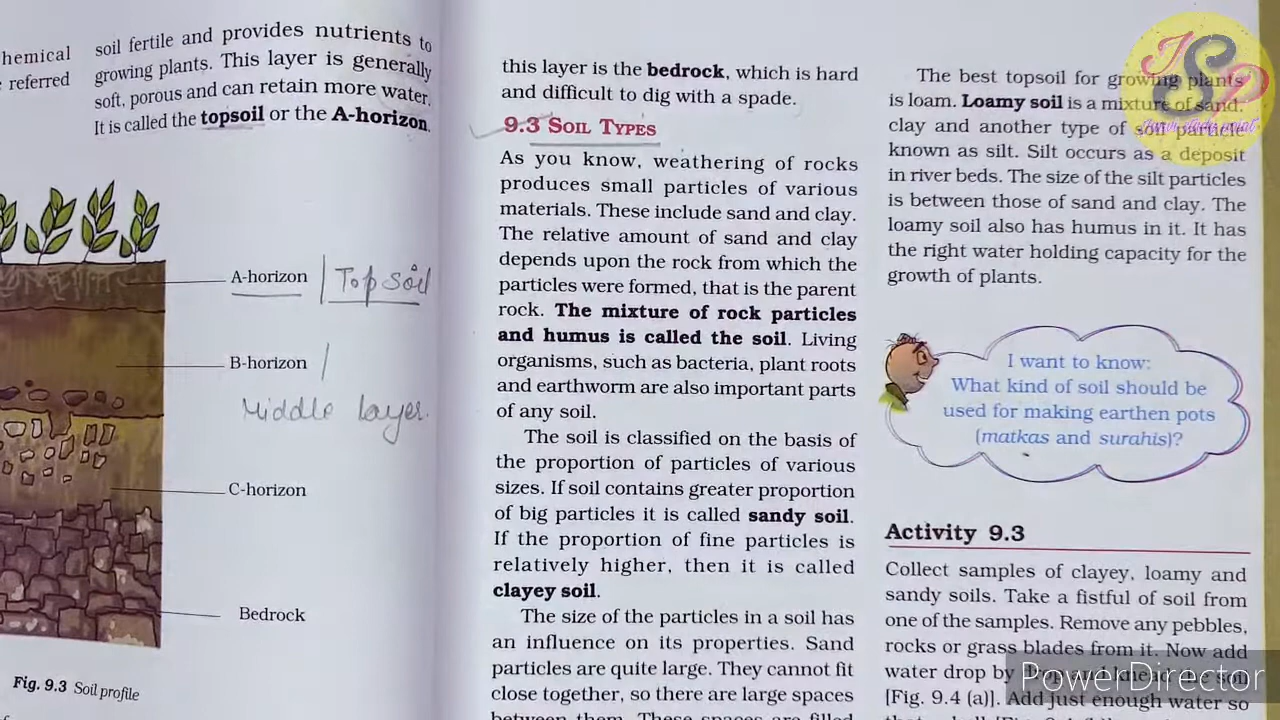 hemical
referred
soil fertile and provides nutrients to
growing plants. This layer is generally
soft, porous and can retain more water.
It is called the topsoil or the A-horizon.
A-horizon | Top Soil
B-horizon
Middle layer.
C-horizon
Bedrock
Fig. 9.3 Soil profile
this layer is the bedrock, which is hard
and difficult to dig with a spade.
9.3 SOIL TYPES
As you know, weathering of rocks
produces small particles of various
materials. These include sand and clay.
The relative amount of sand and clay
depends upon the rock from which the
particles were formed, that is the parent
rock. The mixture of rock particles
and humus is called the soil. Living
organisms, such as bacteria, plant roots
and earthworm are also important parts
of any soil.
The soil is classified on the basis of
the proportion of particles of various
sizes. If soil contains greater proportion
of big particles it is called sandy soil.
If the proportion of fine particles is
relatively higher, then it is called
clayey soil.
The size of the particles in a soil has
an influence on its properties. Sand
particles are quite large. They cannot fit
close together, so there are large spaces
between them. These spaces are filled
The best topsoil for growing plants
is loam. Loamy soil is a mixture of sand,
clay and another type of soil particle
known as silt. Silt occurs as a deposit
in river beds. The size of the silt particles
is between those of sand and clay. The
loamy soil also has humus in it. It has
the right water holding capacity for the
growth of plants.
I want to know:
What kind of soil should be
used for making earthen pots
(matkas and surahis)?
Activity 9.3
Collect samples of clayey, loamy and
sandy soils. Take a fistful of soil from
one of the samples. Remove any pebbles,
rocks or grass blades from it. Now add
water drop by drop and knead the soil
[Fig. 9.4 (a)]. Add just enough water so
ISD
PowerDirector